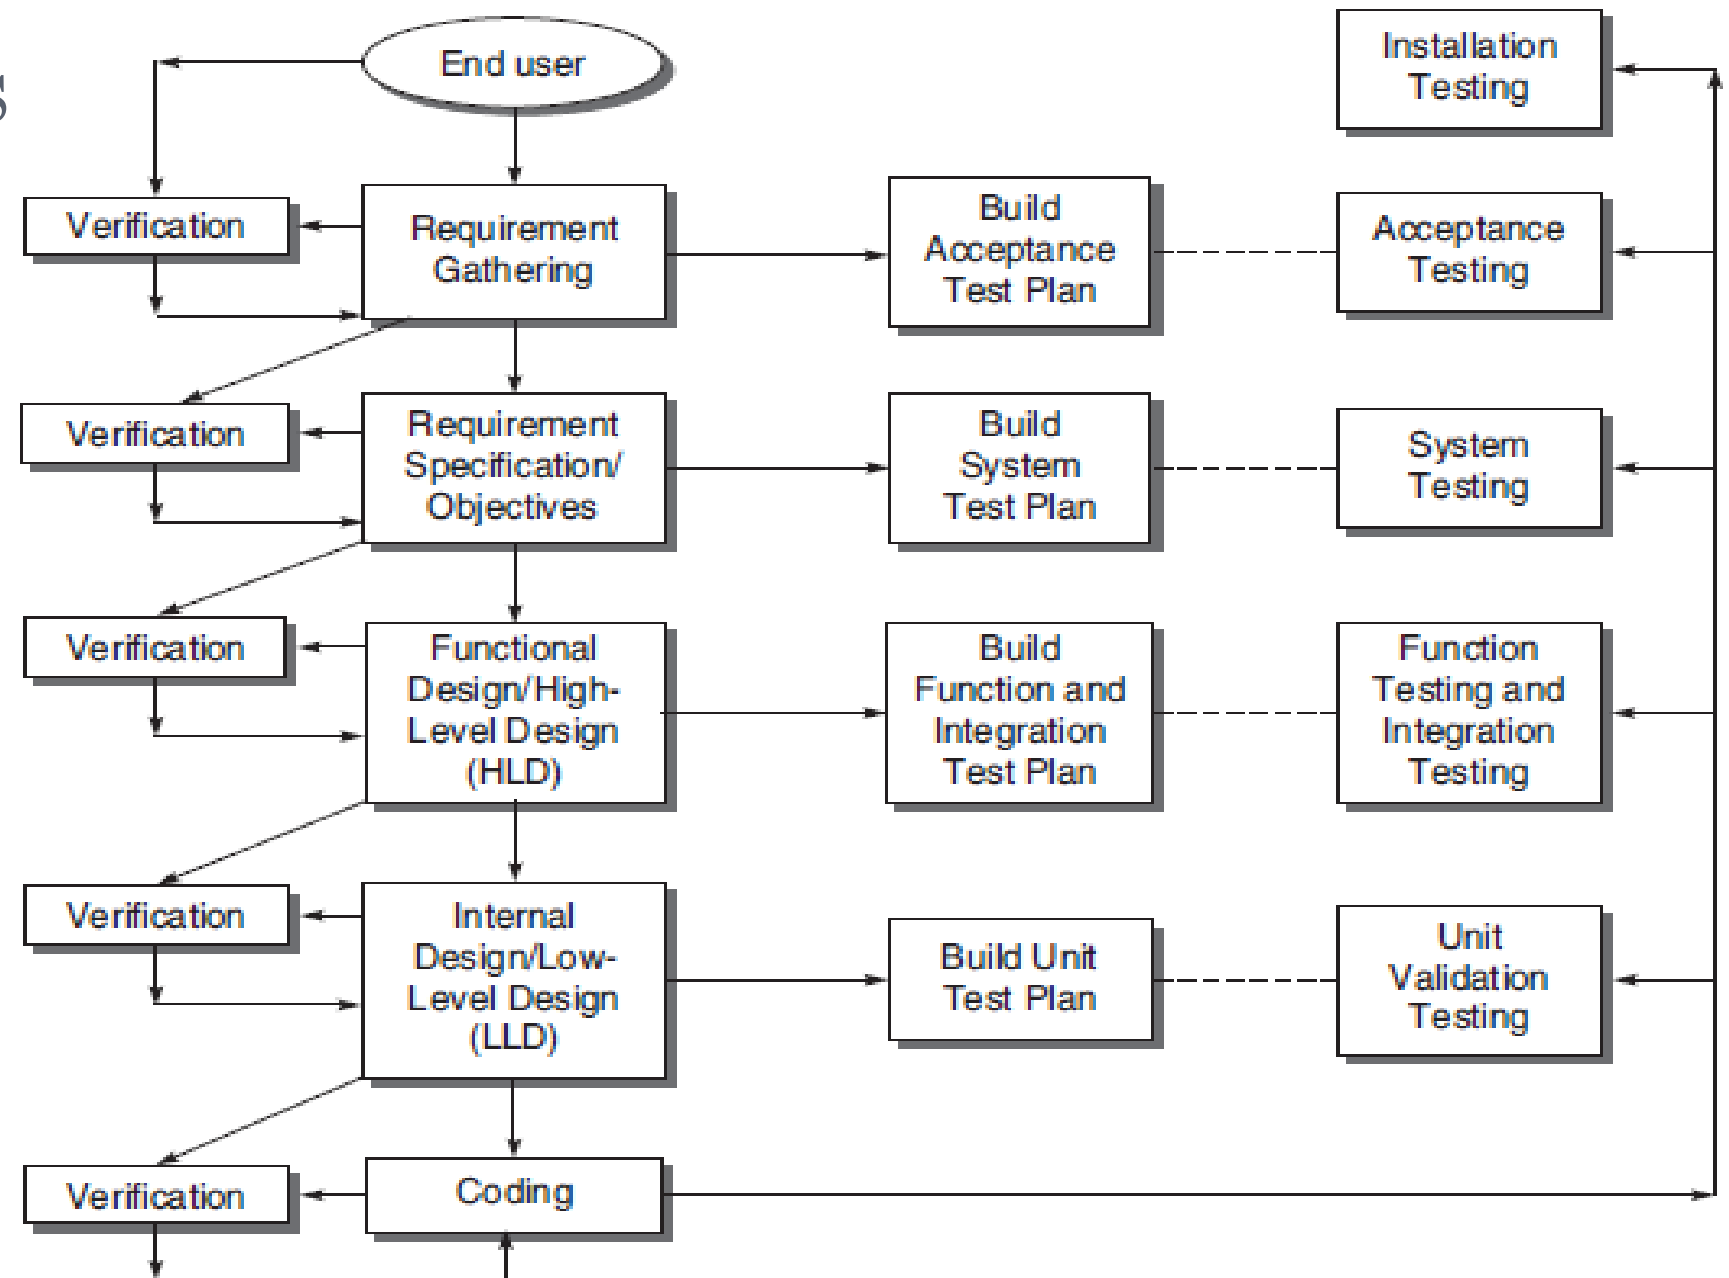 s
End user
Installation
Testing
Verification
Requirement
Gathering
Build
Acceptance
Test Plan
Acceptance
Testing
Verification
Requirement
Specification/
Objectives
Build
System
Test Plan
System
Testing
Verification
Functional
Design/High-
Level Design
(HLD)
Build
Function and
Integration
Test Plan
Function
Testing and
Integration
Testing
Verification
Internal
Design/Low-
Level Design
(LLD)
Build Unit
Test Plan
Unit
Validation
Testing
Verification
Coding